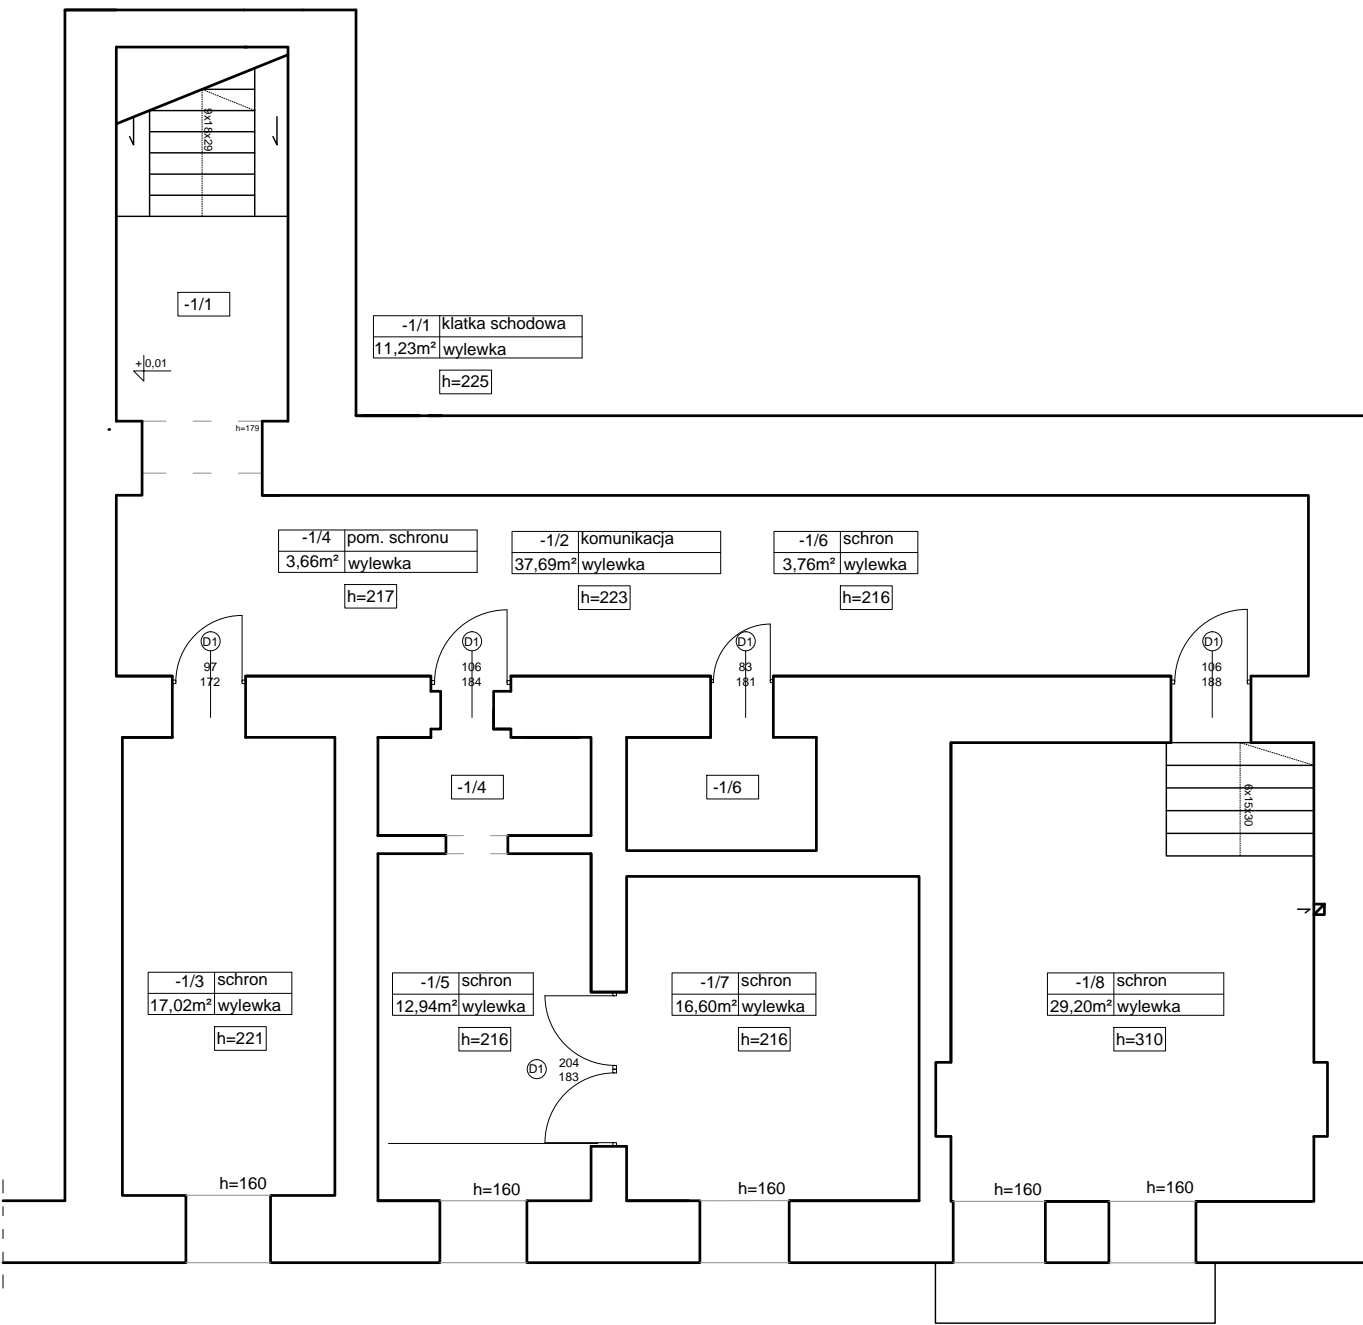 9x18x29
-1/1
+0,01
-1/1 klatka schodowa
11,23m² wylewka
h=225
h=179
-1/4 pom. schronu
3,66m² wylewka
h=217
-1/2 komunikacja
37,69m² wylewka
h=223
-1/6 schron
3,76m² wylewka
h=216
D1
97
172
D1
106
184
D1
83
181
D1
106
188
-1/4
-1/6
6x15x30
-1/3 schron
17,02m² wylewka
h=221
-1/5 schron
12,94m² wylewka
h=216
-1/7 schron
16,60m² wylewka
h=216
-1/8 schron
29,20m² wylewka
h=310
D1
204
183
h=160
h=160
h=160
h=160
h=160